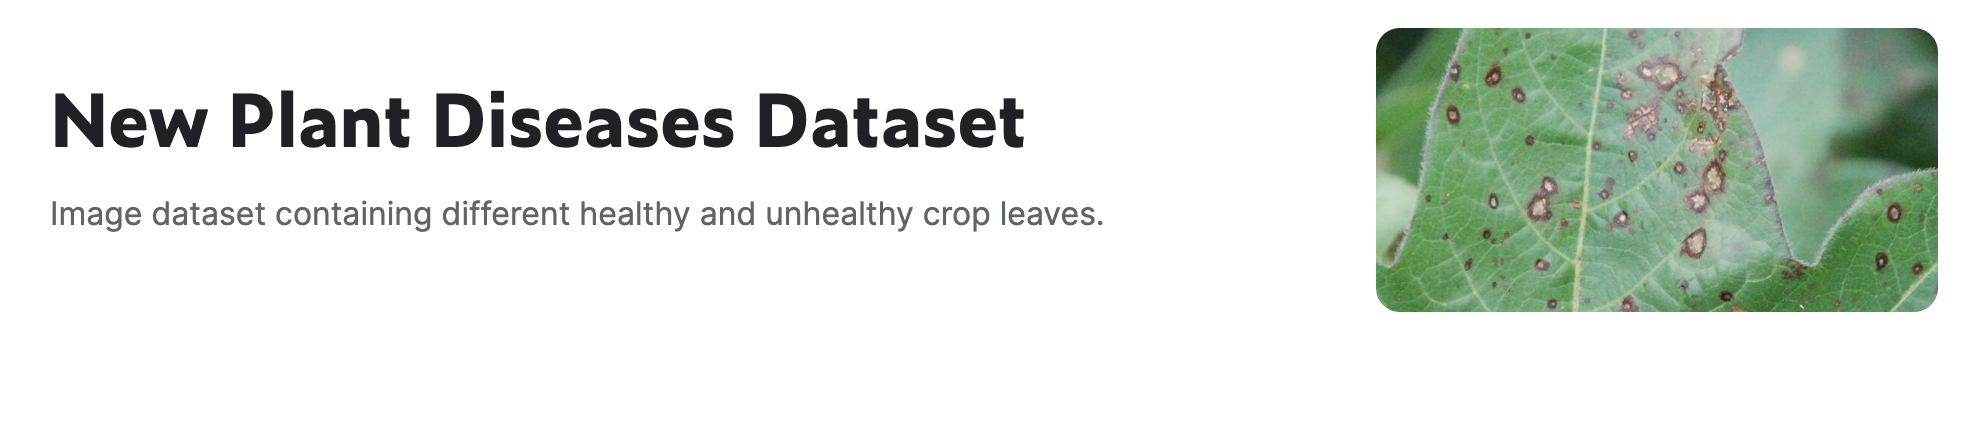 New Plant Diseases Dataset
Image dataset containing different healthy and unhealthy crop leaves.